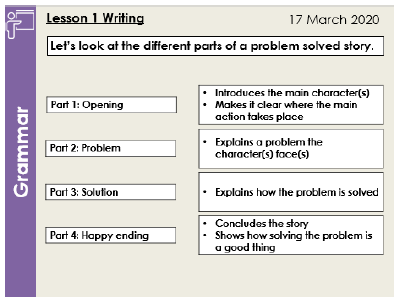 Lesson 1 Writing
17 March 2020
Let's look at the different parts of a problem solved story.
Grammar
Part 1: Opening
• Introduces the main character(s)
• Makes it clear where the main
action takes place
Part 2: Problem
• Explains a problem the
character(s) face(s)
Part 3: Solution
• Explains how the problem is solved
Part 4: Happy ending
• Concludes the story
• Shows how solving the problem is
a good thing